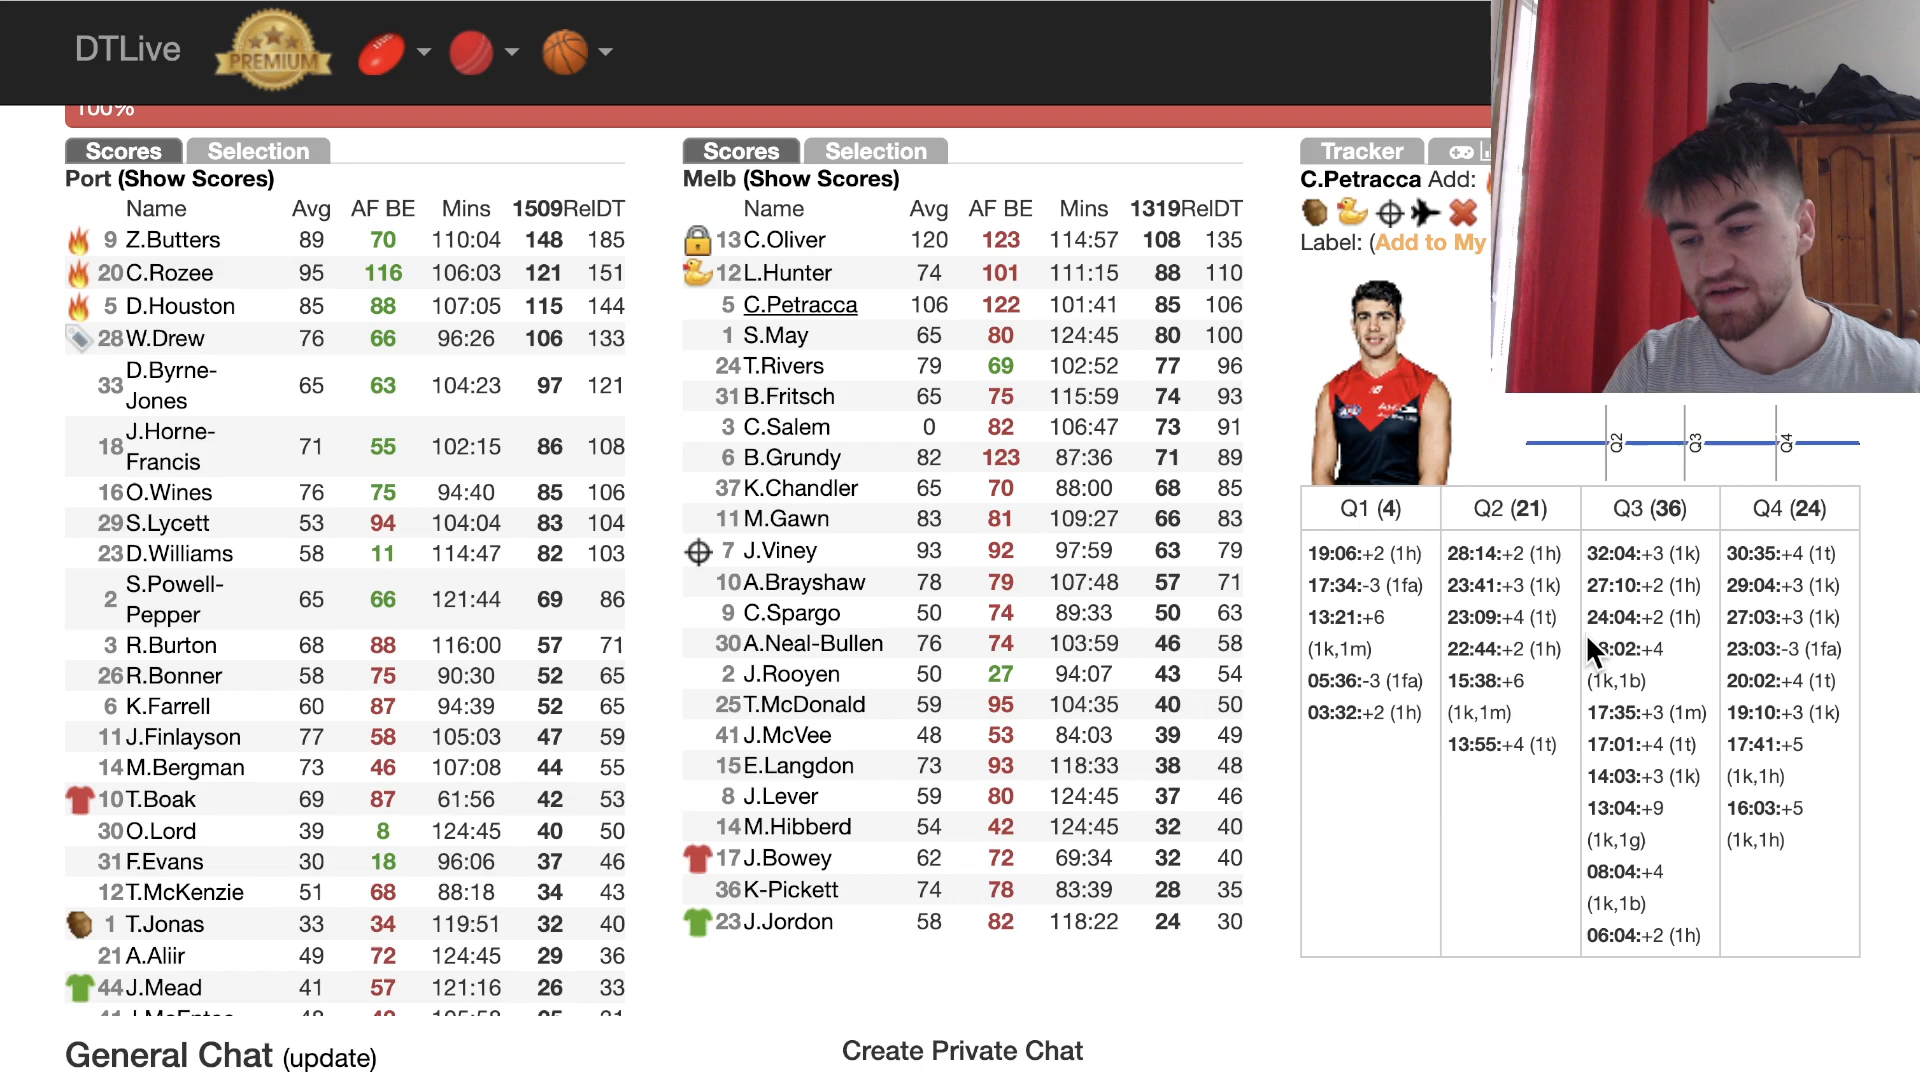 DTLive
PREMIUM
100%
Scores Selection
Port (Show Scores)
Name Avg AF BE Mins 1509RelDT
9 Z.Butters 89 70 110:04 148 185
20 C.Rozee 95 116 106:03 121 151
5 D.Houston 85 88 107:05 115 144
28 W.Drew 76 66 96:26 106 133
33 D.Byrne-
Jones 65 63 104:23 97 121
18 J.Horne-
Francis 71 55 102:15 86 108
16 O.Wines 76 75 94:40 85 106
29 S.Lycett 53 94 104:04 83 104
23 D.Williams 58 11 114:47 82 103
2 S.Powell-
Pepper 65 66 121:44 69 86
3 R.Burton 68 88 116:00 57 71
26 R.Bonner 58 75 90:30 52 65
6 K.Farrell 60 87 94:39 52 65
11 J.Finlayson 77 58 105:03 47 59
14 M.Bergman 73 46 107:08 44 55
10 T.Boak 69 87 61:56 42 53
30 O.Lord 39 8 124:45 40 50
31 F.Evans 30 18 96:06 37 46
12 T.McKenzie 51 68 88:18 34 43
1 T.Jonas 33 34 119:51 32 40
21 A.Aliir 49 72 124:45 29 36
44 J.Mead 41 57 121:16 26 33
Scores Selection
Melb (Show Scores)
Name Avg AF BE Mins 1319RelDT
13 C.Oliver 120 123 114:57 108 135
12 L.Hunter 74 101 111:15 88 110
5 C.Petracca 106 122 101:41 85 106
1 S.May 65 80 124:45 80 100
24 T.Rivers 79 69 102:52 77 96
31 B.Fritsch 65 75 115:59 74 93
3 C.Salem 0 82 106:47 73 91
6 B.Grundy 82 123 87:36 71 89
37 K.Chandler 65 70 88:00 68 85
11 M.Gawn 83 81 109:27 66 83
7 J.Viney 93 92 97:59 63 79
10 A.Brayshaw 78 79 107:48 57 71
9 C.Spargo 50 74 89:33 50 63
30 A.Neal-Bullen 76 74 103:59 46 58
2 J.Rooyen 50 27 94:07 43 54
25 T.McDonald 59 95 104:35 40 50
41 J.McVee 48 53 84:03 39 49
15 E.Langdon 73 93 118:33 38 48
8 J.Lever 59 80 124:45 37 46
14 M.Hibberd 54 42 124:45 32 40
17 J.Bowey 62 72 69:34 32 40
36 K-Pickett 74 78 83:39 28 35
23 J.Jordon 58 82 118:22 24 30
Tracker
C.Petracca Add:
Label: (Add to My
Q2 Q3 Q4
Q1 (4) Q2 (21) Q3 (36) Q4 (24)
19:06:+2 (1h) 28:14:+2 (1h) 32:04:+3 (1k) 30:35:+4 (1t)
17:34:-3 (1fa) 23:41:+3 (1k) 27:10:+2 (1h) 29:04:+3 (1k)
13:21:+6 23:09:+4 (1t) 24:04:+2 (1h) 27:03:+3 (1k)
(1k,1m) 22:44:+2 (1h) :02:+4 23:03:-3 (1fa)
05:36:-3 (1fa) 15:38:+6 (1k,1b) 20:02:+4 (1t)
03:32:+2 (1h) (1k,1m) 17:35:+3 (1m) 19:10:+3 (1k)
13:55:+4 (1t) 17:01:+4 (1t) 17:41:+5
14:03:+3 (1k) (1k,1h)
13:04:+9 16:03:+5
(1k,1g) (1k,1h)
08:04:+4
(1k,1b)
06:04:+2 (1h)
General Chat (update)
Create Private Chat